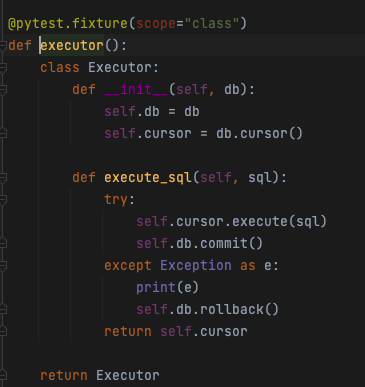 @pytest.fixture(scope="class")
def executor():
    class Executor:
        def __init__(self, db):
            self.db = db
            self.cursor = db.cursor()

        def execute_sql(self, sql):
            try:
                self.cursor.execute(sql)
                self.db.commit()
            except Exception as e:
                print(e)
                self.db.rollback()
            return self.cursor

    return Executor